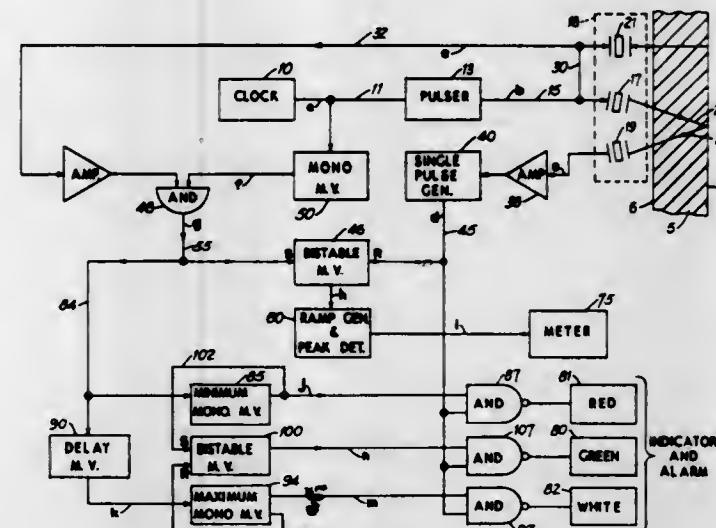 32
18
21
e
30
10
CLOCK
c
11
13
PULSER
b
15
17
40
SINGLE
PULSE
GEN.
19
AMP
38
6
5
AMP
MONO
M.V.
50
f
AND
48
g
55
d
45
46
S
BISTABLE
M.V.
R
h
84
60
RAMP GEN.
&
PEAK DET.
i
75
METER
102
85
MINIMUM
MONO M.V.
j
87
AND
81
RED
90
DELAY
M.V.
100
S
BISTABLE
M.V.
R
n
107
AND
80
GREEN
INDICATOR
AND
ALARM
k
94
MAXIMUM
MONO M.V.
m
AND
82
WHITE